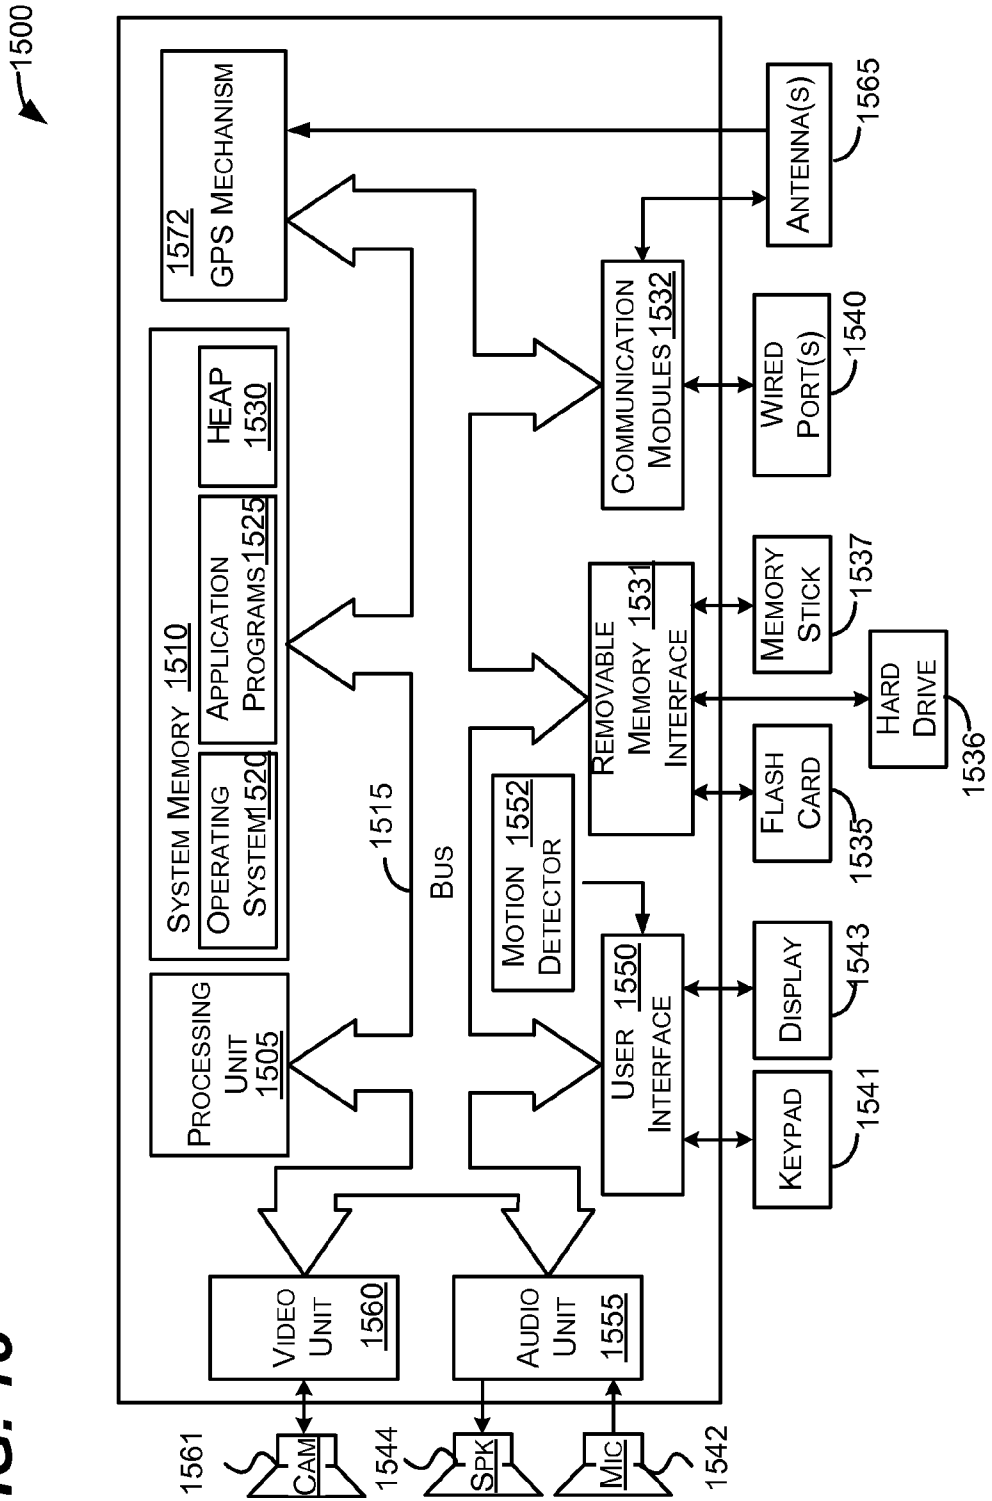 1500
PROCESSING
UNIT
1505
SYSTEM MEMORY 1510
OPERATING
SYSTEM 1520
APPLICATION
PROGRAMS 1525
HEAP
1530
1572
GPS MECHANISM
1561
CAM
VIDEO
UNIT
1560
1515
BUS
1544
SPK
AUDIO
UNIT
1555
MIC
1542
MOTION 1552
DETECTOR
USER 1550
INTERFACE
REMOVABLE
MEMORY 1531
INTERFACE
COMMUNICATION
MODULES 1532
KEYPAD
1541
DISPLAY
1543
FLASH
CARD
1535
MEMORY
STICK
1537
WIRED
PORT(S)
1540
ANTENNA(S)
1565
HARD
DRIVE
1536